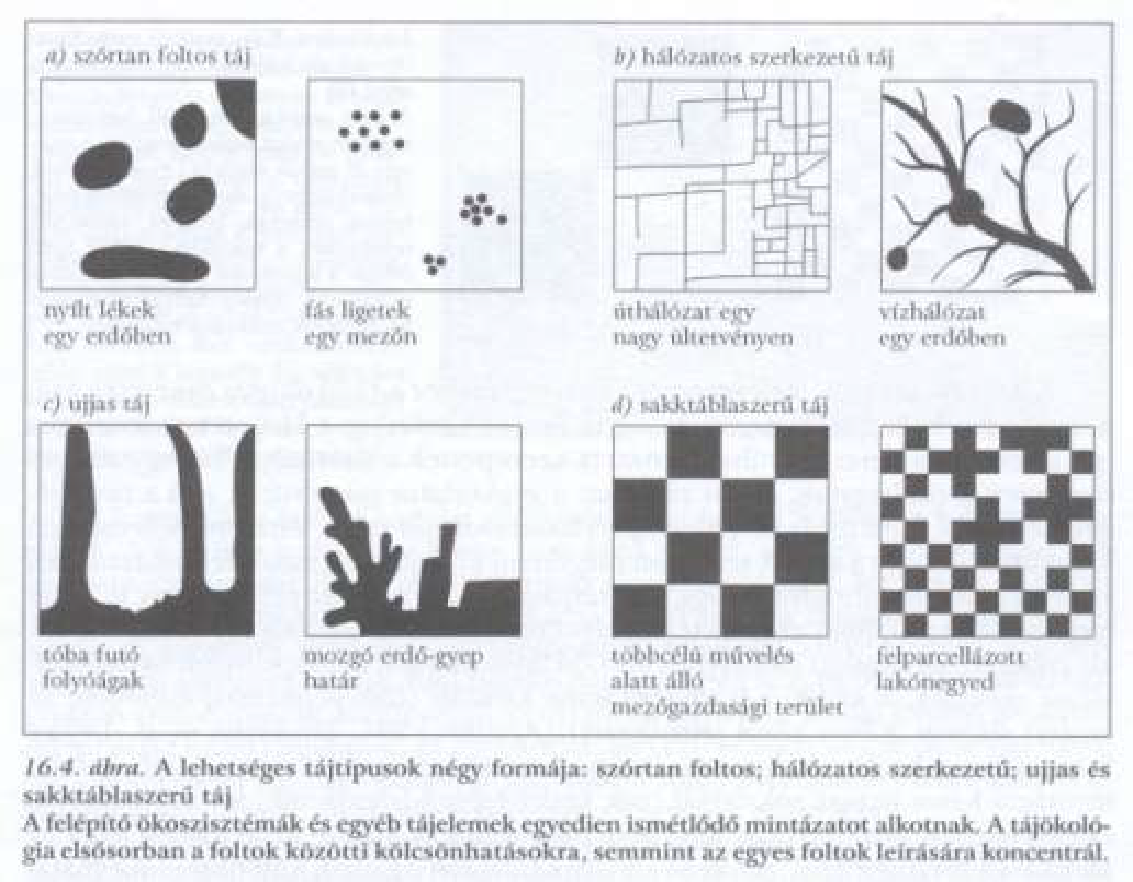 a) szórtan foltos táj
b) hálózatos szerkezetű táj
nyílt lékek
egy erdőben
fás ligetek
egy mezőn
úthálózat egy
nagy ültetvényen
vízhálózat
egy erdőben
c) ujjas táj
d) sakktáblaszerű táj
tóba futó
folyóágak
mozgó erdő-gyep
határ
többcélú művelés
alatt álló
mezőgazdasági terület
felparcellázott
lakónegyed
16.4. ábra. A lehetséges tájtípusok négy formája: szórtan foltos; hálózatos szerkezetű; ujjas és
sakktáblaszerű táj
A felépítő ökoszisztémák és egyéb tájelemek egyedien ismétlődő mintázatot alkotnak. A tájökoló-
gia elsősorban a foltok közötti kölcsönhatásokra, semmint az egyes foltok leírására koncentrál.